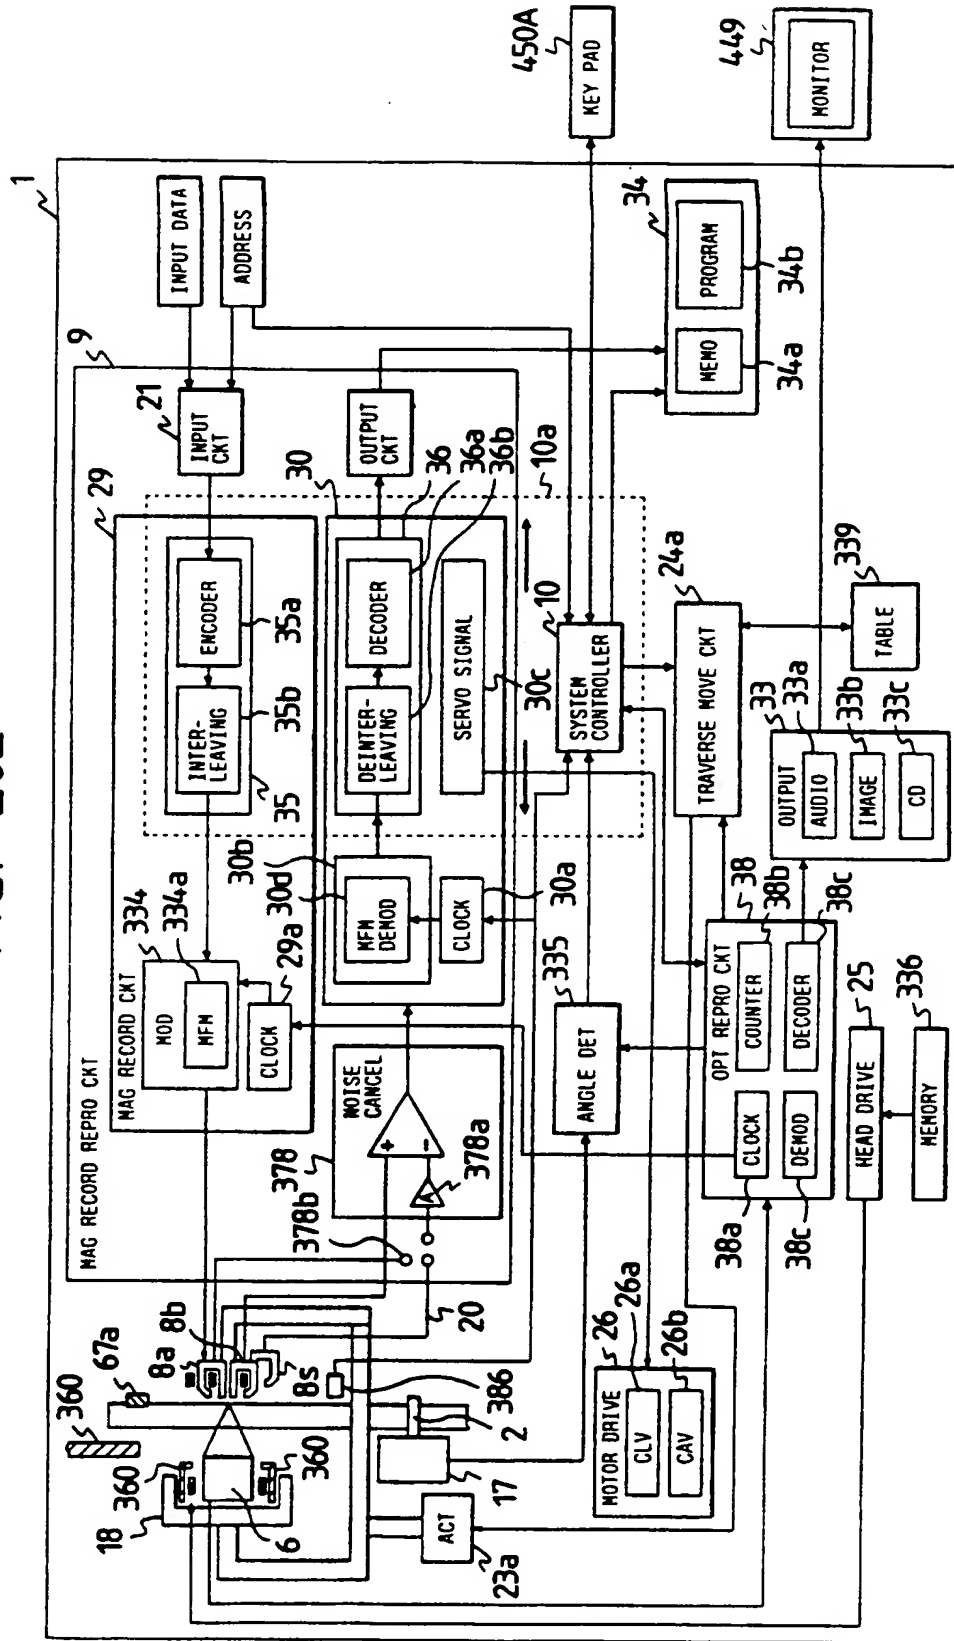 1
450A
KEY PAD
449
MONITOR
INPUT DATA
ADDRESS
9
MAG RECORD REPRO CKT
21
INPUT CKT
OUTPUT CKT
29
MAG RECORD CKT
334
334a
MOD
MFM
29a
CLOCK
35
35b
INTER-
LEAVING
35a
ENCODER
30
36
36a
36b
10a
DECODER
DEINTER-
LEAVING
SERVO SIGNAL
30c
30b
30d
MFM
DEMOD
CLOCK
30a
34
MEMO
34a
PROGRAM
34b
10
SYSTEM
CONTROLLER
24a
TRAVERSE MOVE CKT
339
TABLE
33
33a
33b
33c
OUTPUT
AUDIO
IMAGE
CD
378
NOISE
CANCEL
+
-
A
378a
378b
20
335
ANGLE DET
38
OPT REPRO CKT
38b
COUNTER
38c
DECODER
CLOCK
38a
DEMOD
38c
25
HEAD DRIVE
336
MEMORY
26
MOTOR DRIVE
26a
CLV
26b
CAV
360
67a
8a
8b
8s
386
2
17
18
360
360
6
ACT
23a